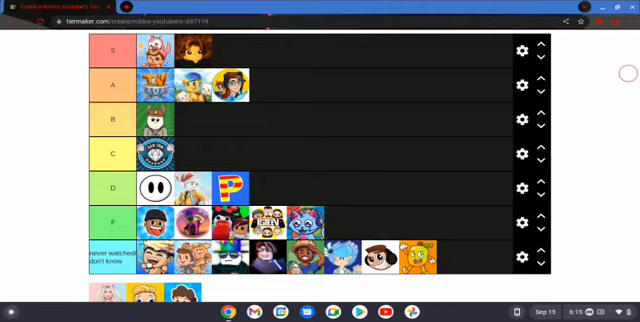 Create a Roblox Youtubers Tier
tiermaker.com/create/roblox-youtubers-697119
S
A
B
C
D
P
F
never watched/
don't know
Sep 15
6:15